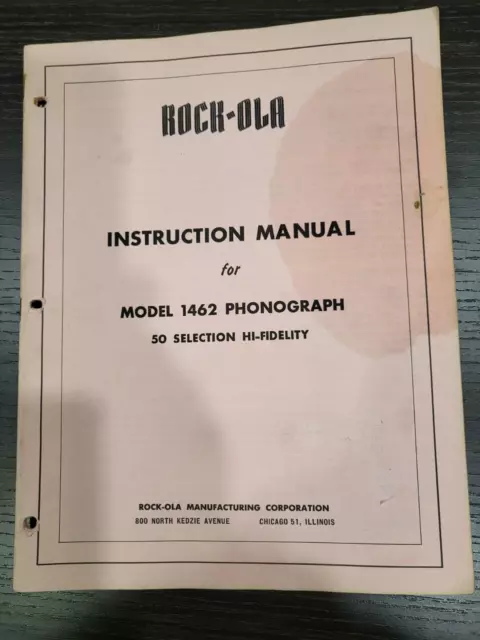 ROCK-OLA
INSTRUCTION MANUAL
for
MODEL 1462 PHONOGRAPH
50 SELECTION HI-FIDELITY
ROCK-OLA MANUFACTURING CORPORATION
800 NORTH KEDZIE AVENUE CHICAGO 51, ILLINOIS